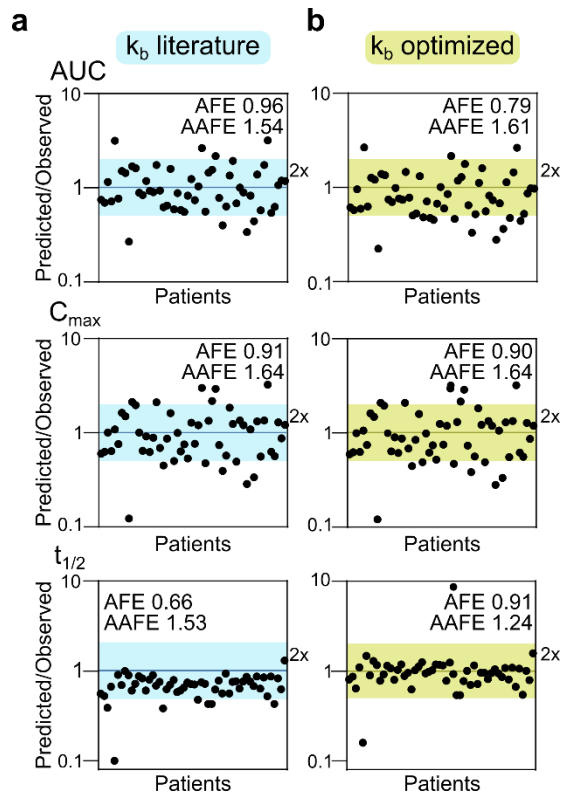 a
k_b literature
b
k_b optimized
AUC
10
1
0.1
Predicted/Observed
AFE 0.96
AAFE 1.54
2x
Patients
10
1
0.1
AFE 0.79
AAFE 1.61
2x
Patients
C_max
10
1
0.1
Predicted/Observed
AFE 0.91
AAFE 1.64
2x
Patients
10
1
0.1
AFE 0.90
AAFE 1.64
2x
Patients
t_1/2
10
1
0.1
Predicted/Observed
AFE 0.66
AAFE 1.53
2x
Patients
10
1
0.1
AFE 0.91
AAFE 1.24
2x
Patients